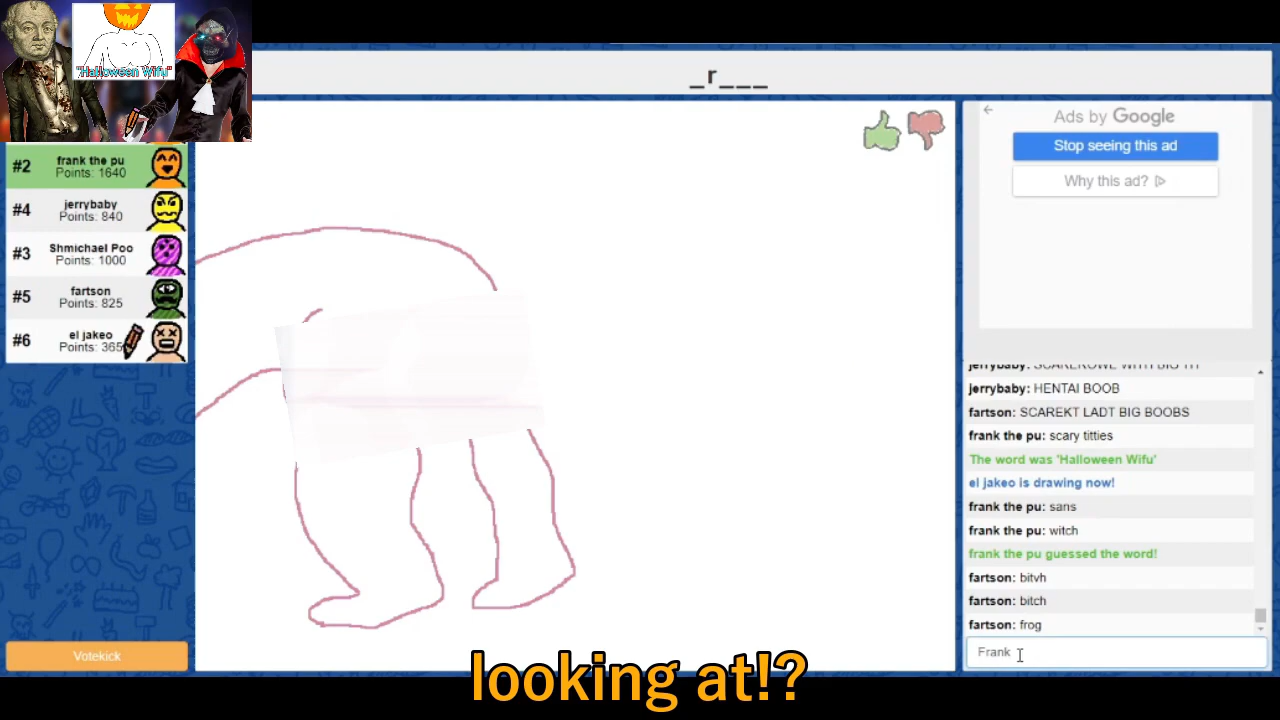 "Halloween Wifu"
_r___
#2 frank the pu
Points: 1640
#4 jerrybaby
Points: 840
#3 Shmichael Poo
Points: 1000
#5 fartson
Points: 825
#6 el jakeo
Points: 365
Votekick
Ads by Google
Stop seeing this ad
Why this ad?
jerrybaby: HENTAI BOOB
fartson: SCAREKT LADT BIG BOOBS
frank the pu: scary titties
The word was 'Halloween Wifu'
el jakeo is drawing now!
frank the pu: sans
frank the pu: witch
frank the pu guessed the word!
fartson: bitvh
fartson: bitch
fartson: frog
Frank
looking at!?